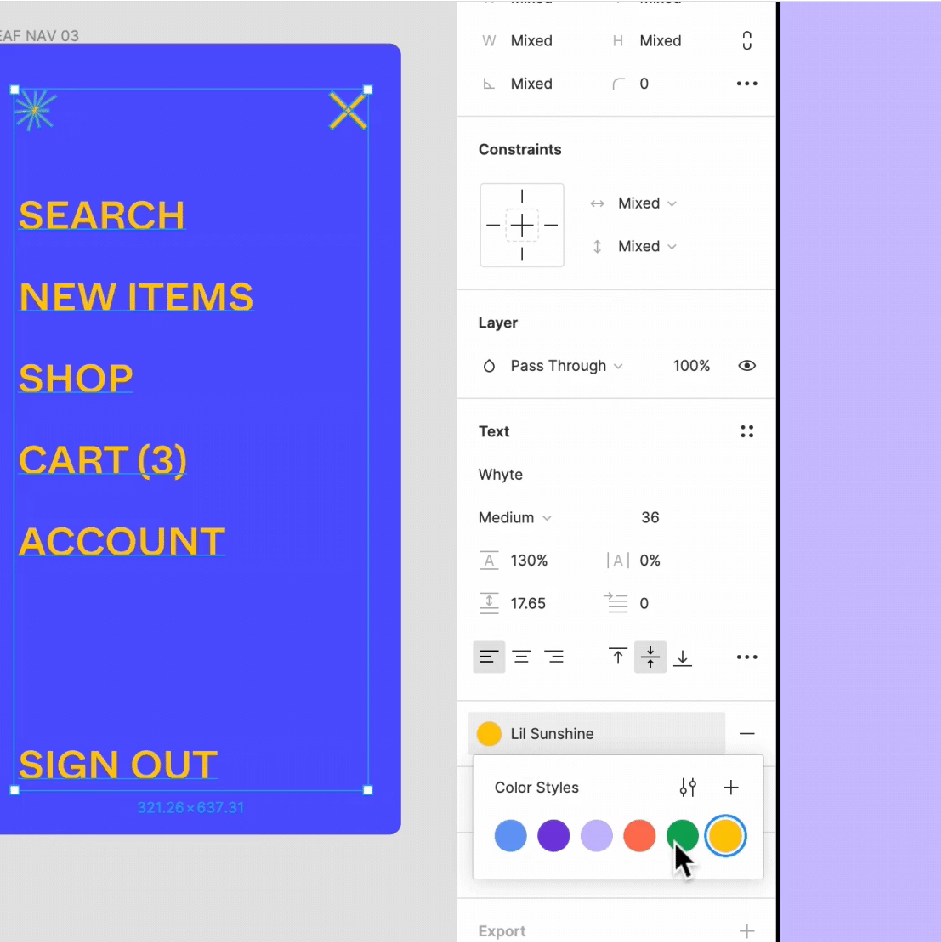 EAF NAV 03
SEARCH
NEW ITEMS
SHOP
CART (3)
ACCOUNT
SIGN OUT
321.26 × 637.31
W Mixed H Mixed
Mixed 0
Constraints
Mixed
Mixed
Layer
Pass Through 100%
Text
Whyte
Medium 36
A 130% |A| 0%
17.65 0
Lil Sunshine
Color Styles
Export